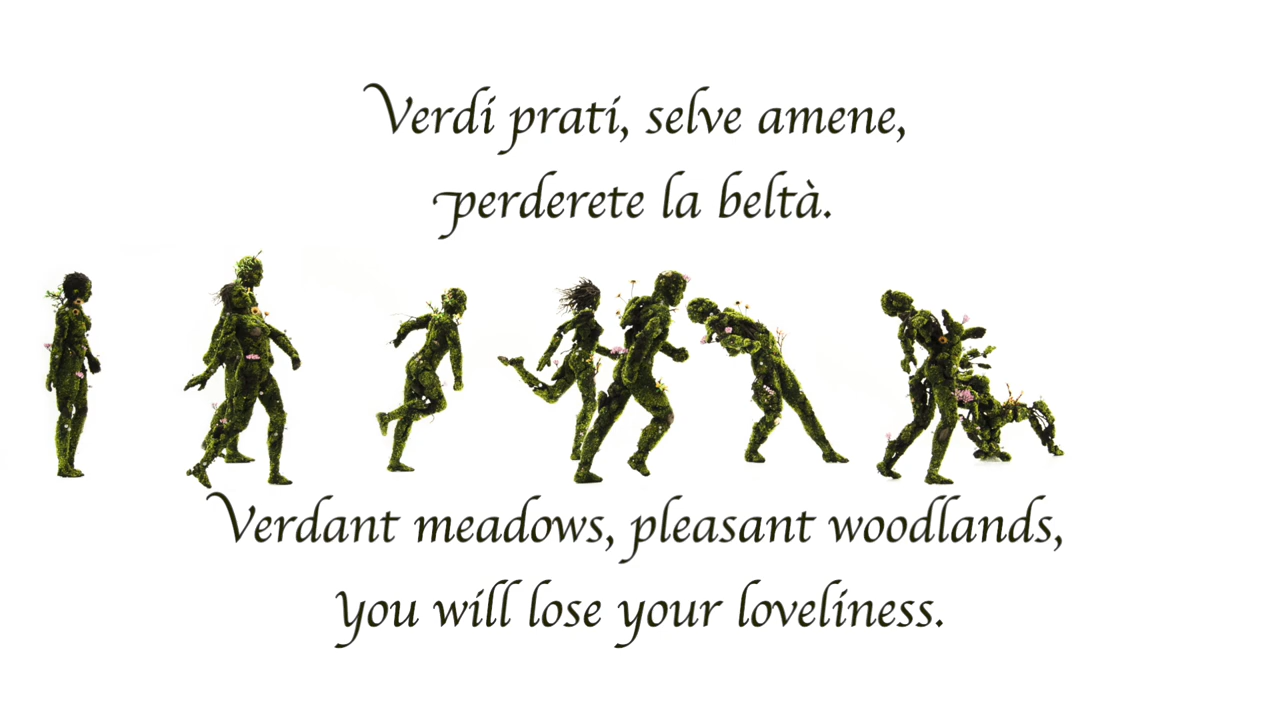 Verdi prati, selve amene,
perderete la beltà.
Verdant meadows, pleasant woodlands,
you will lose your loveliness.